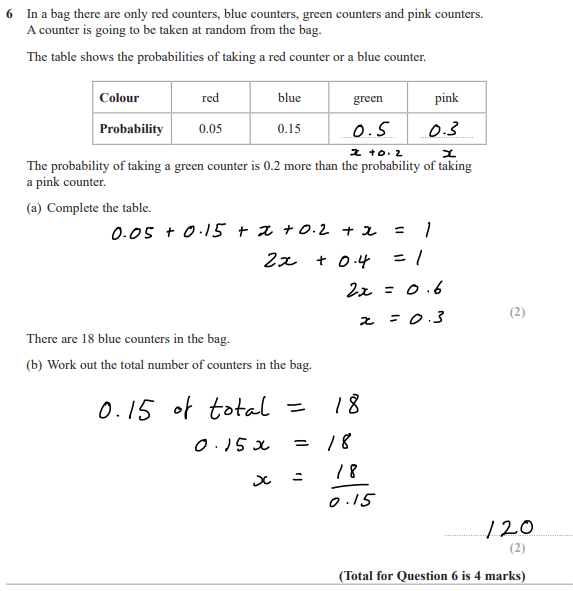 6 In a bag there are only red counters, blue counters, green counters and pink counters.
A counter is going to be taken at random from the bag.
The table shows the probabilities of taking a red counter or a blue counter.
Colour red blue green pink
Probability 0.05 0.15 0.5 0.3
x + 0.2 x
The probability of taking a green counter is 0.2 more than the probability of taking
a pink counter.
(a) Complete the table.
0.05 + 0.15 + x + 0.2 + x = 1
2x + 0.4 = 1
2x = 0.6
x = 0.3
(2)
There are 18 blue counters in the bag.
(b) Work out the total number of counters in the bag.
0.15 of total = 18
0.15x = 18
x = 18
0.15
120
(2)
(Total for Question 6 is 4 marks)